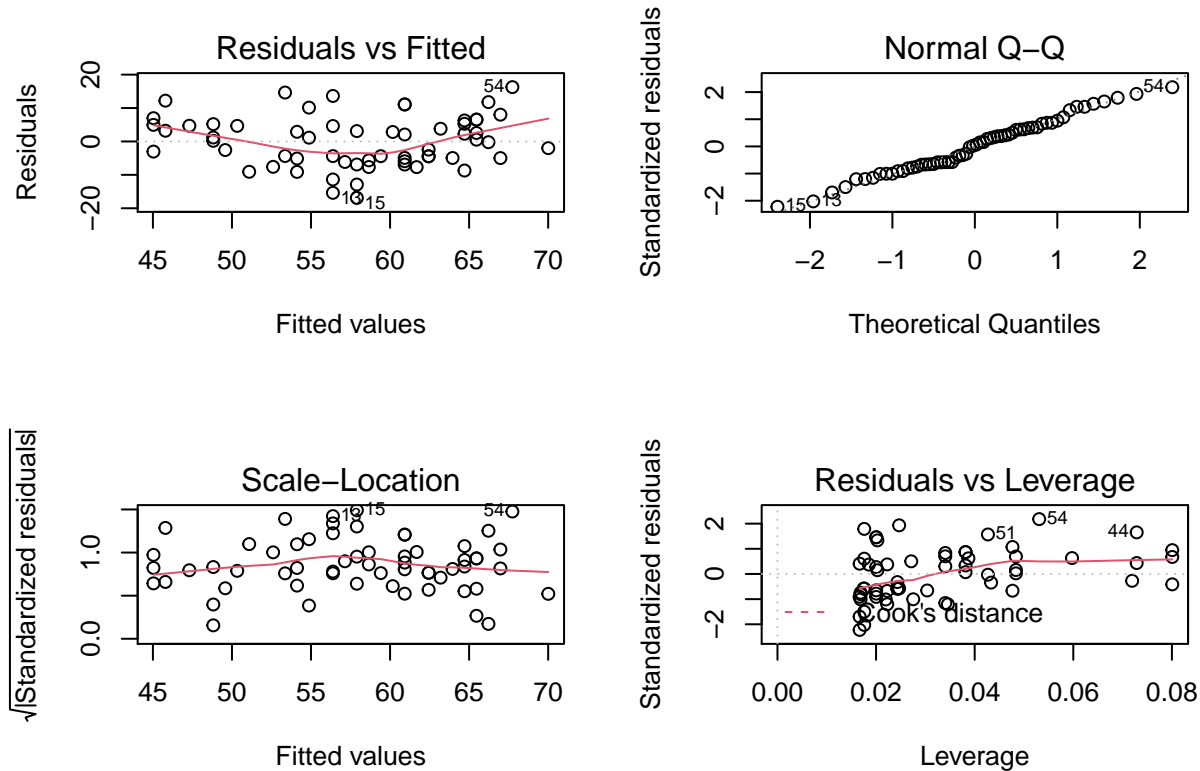 Residuals vs Fitted
Residuals
20
0
−20
54
13
15
45 50 55 60 65 70
Fitted values
Normal Q−Q
Standardized residuals
2
0
−2
54
15
13
−2 −1 0 1 2
Theoretical Quantiles
Scale−Location
√|Standardized residuals|
1.0
0.0
13
15
54
45 50 55 60 65 70
Fitted values
Residuals vs Leverage
Standardized residuals
2
0
−2
51
54
44
Cook's distance
0.00 0.02 0.04 0.06 0.08
Leverage